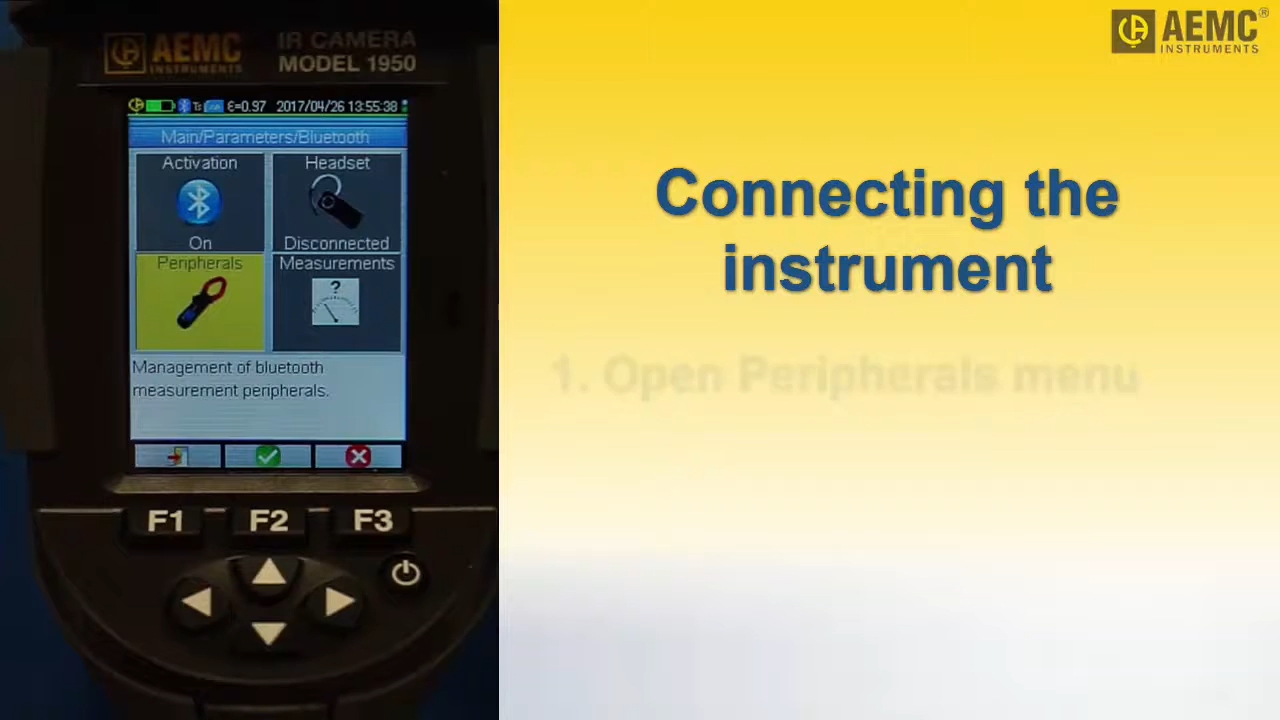 AEMC
INSTRUMENTS
IR CAMERA
MODEL 1950
ε=0.97 2017/04/26 13:55:38
Main/Parameters/Bluetooth
Activation
On
Headset
Disconnected
Peripherals
Measurements
?
Management of bluetooth
measurement peripherals.
F1 F2 F3
AEMC®
INSTRUMENTS
Connecting the
instrument
1. Open Peripherals menu